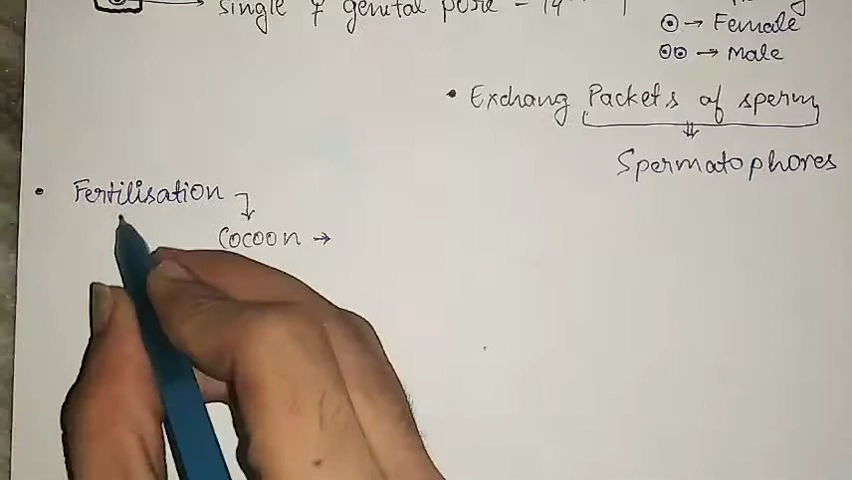 → single ♀ genital pore - 14
⊙ → Female
⊙⊙ → Male
• Exchang Packets of sperm
Spermatophores
• Fertilisation
Cocoon →